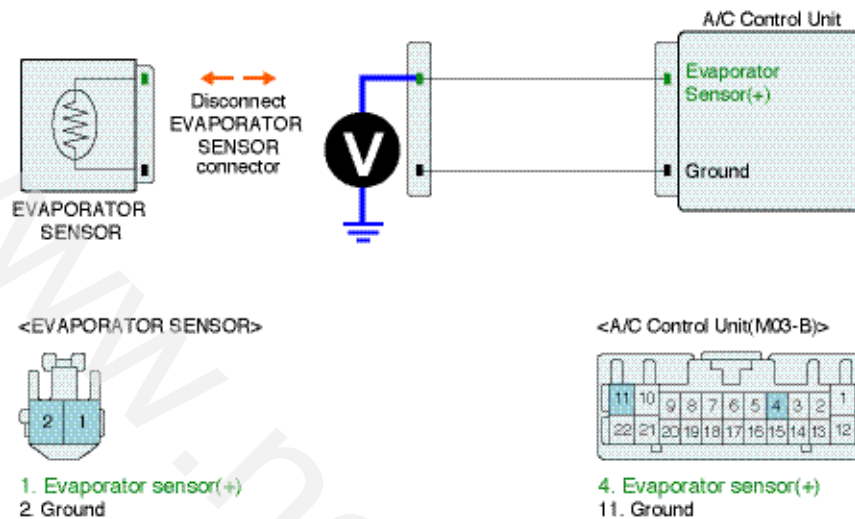 A/C Control Unit
Evaporator
Sensor(+)
Disconnect
EVAPORATOR
SENSOR
connector
V
Ground
EVAPORATOR
SENSOR
<EVAPORATOR SENSOR>
<A/C Control Unit(M03-B)>
2 1
11 10 9 8 7 6 5 4 3 2 1
22 21 20 19 18 17 16 15 14 13 12
1. Evaporator sensor(+)
2. Ground
4. Evaporator sensor(+)
11. Ground